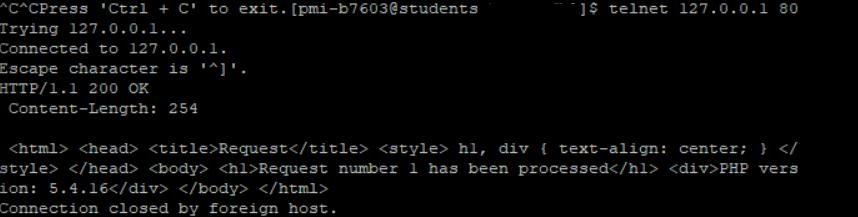 ^C^CPress 'Ctrl + C' to exit.[pmi-b7603@students ]$ telnet 127.0.0.1 80
Trying 127.0.0.1...
Connected to 127.0.0.1.
Escape character is '^]'.
HTTP/1.1 200 OK
 Content-Length: 254

 <html> <head> <title>Request</title> <style> h1, div { text-align: center; } </
style> </head> <body> <h1>Request number 1 has been processed</h1> <div>PHP vers
ion: 5.4.16</div> </body> </html>
Connection closed by foreign host.